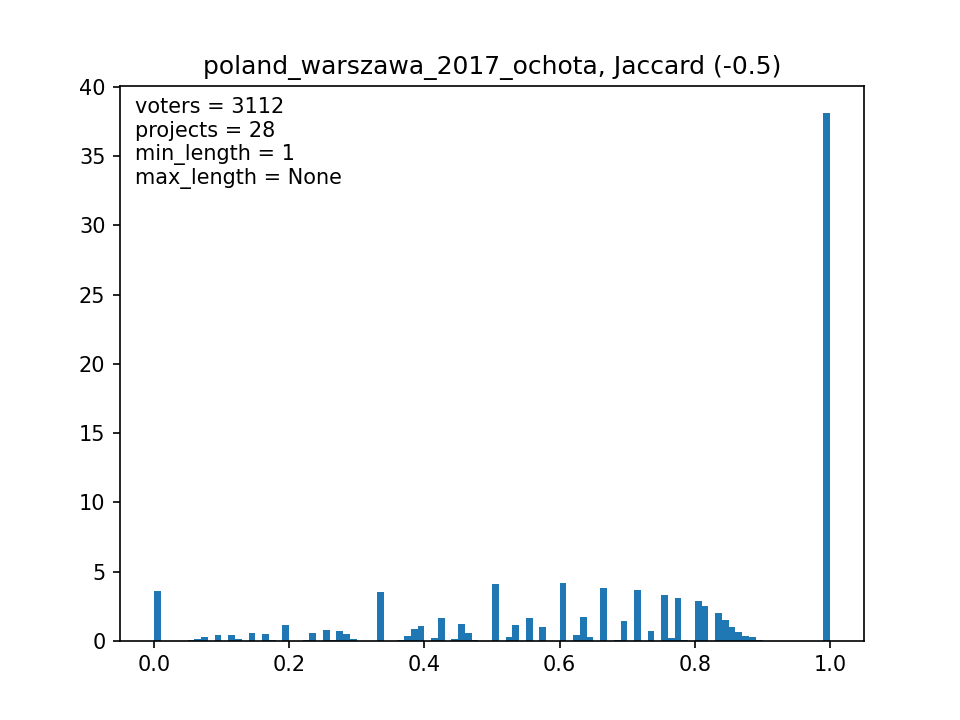 poland_warszawa_2017_ochota, Jaccard (-0.5)
40
voters = 3112
projects = 28
min_length = 1
max_length = None
35
30
25
20
15
10
5
0
0.0 0.2 0.4 0.6 0.8 1.0